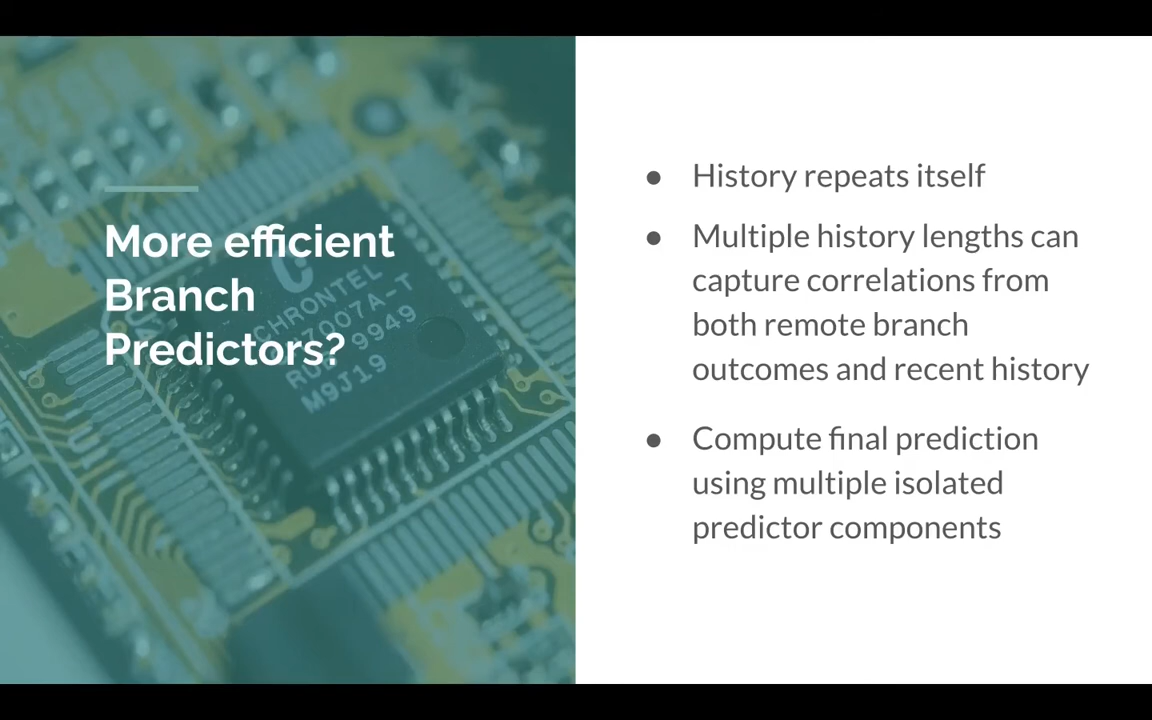 More efficient
Branch
Predictors?
CHRONTEL
M9J19
● History repeats itself
● Multiple history lengths can
capture correlations from
both remote branch
outcomes and recent history
● Compute final prediction
using multiple isolated
predictor components